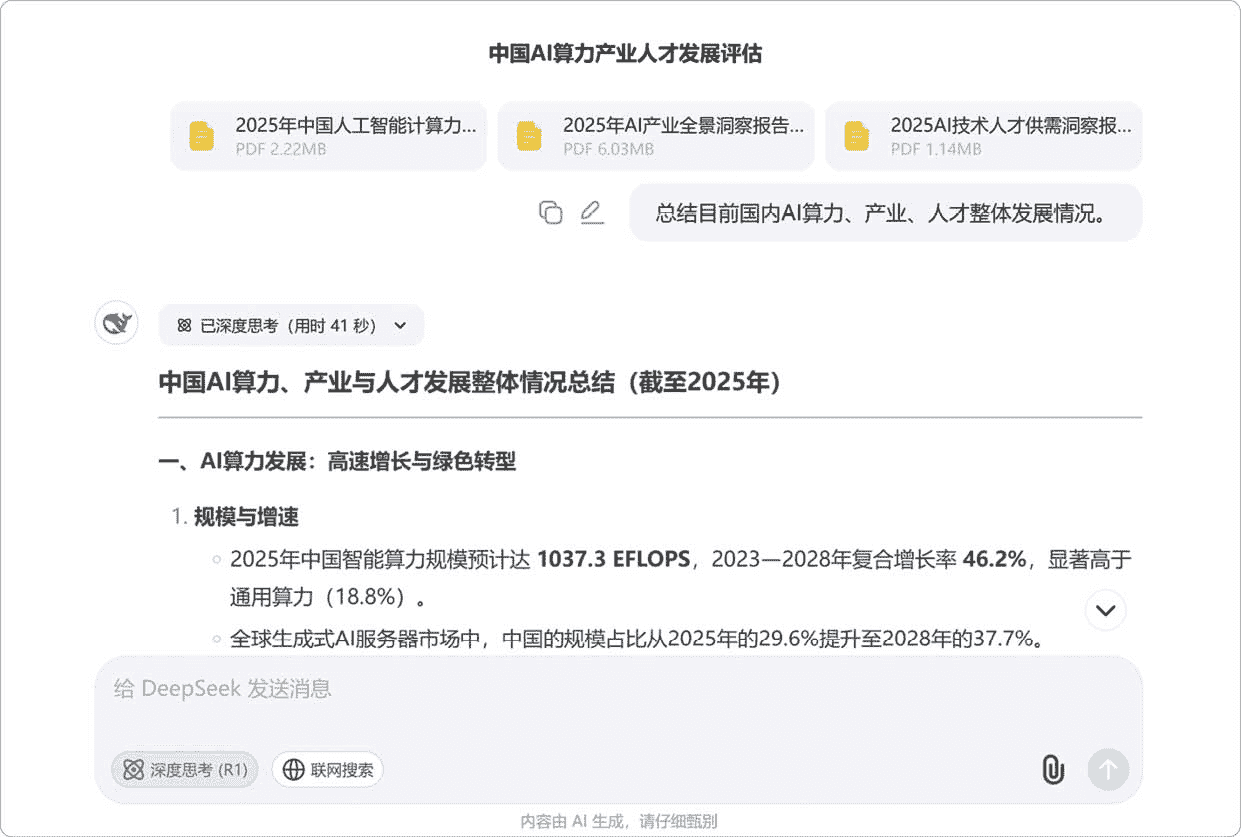 中国AI算力产业人才发展评估
2025年中国人工智能计算力...
PDF 2.22MB
2025年AI产业全景洞察报告...
PDF 6.03MB
2025AI技术人才供需洞察报...
PDF 1.14MB
总结目前国内AI算力、产业、人才整体发展情况。
已深度思考（用时 41 秒）
中国AI算力、产业与人才发展整体情况总结（截至2025年）
一、AI算力发展：高速增长与绿色转型
1. 规模与增速
2025年中国智能算力规模预计达 1037.3 EFLOPS，2023—2028年复合增长率 46.2%，显著高于
通用算力（18.8%）。
全球生成式AI服务器市场中，中国的规模占比从2025年的29.6%提升至2028年的37.7%。
给 DeepSeek 发送消息
深度思考 (R1)
联网搜索
内容由 AI 生成，请仔细甄别